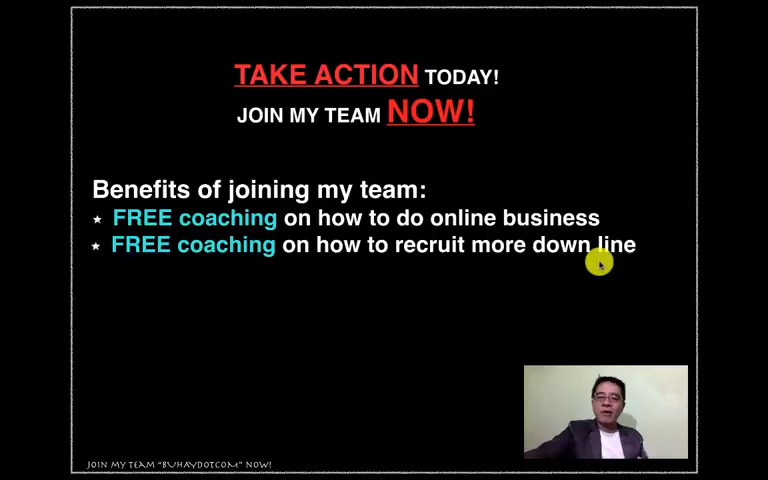 TAKE ACTION TODAY!
JOIN MY TEAM NOW!
Benefits of joining my team:
★ FREE coaching on how to do online business
★ FREE coaching on how to recruit more down line
JOIN MY TEAM "BUHAYDOTCOM" NOW!